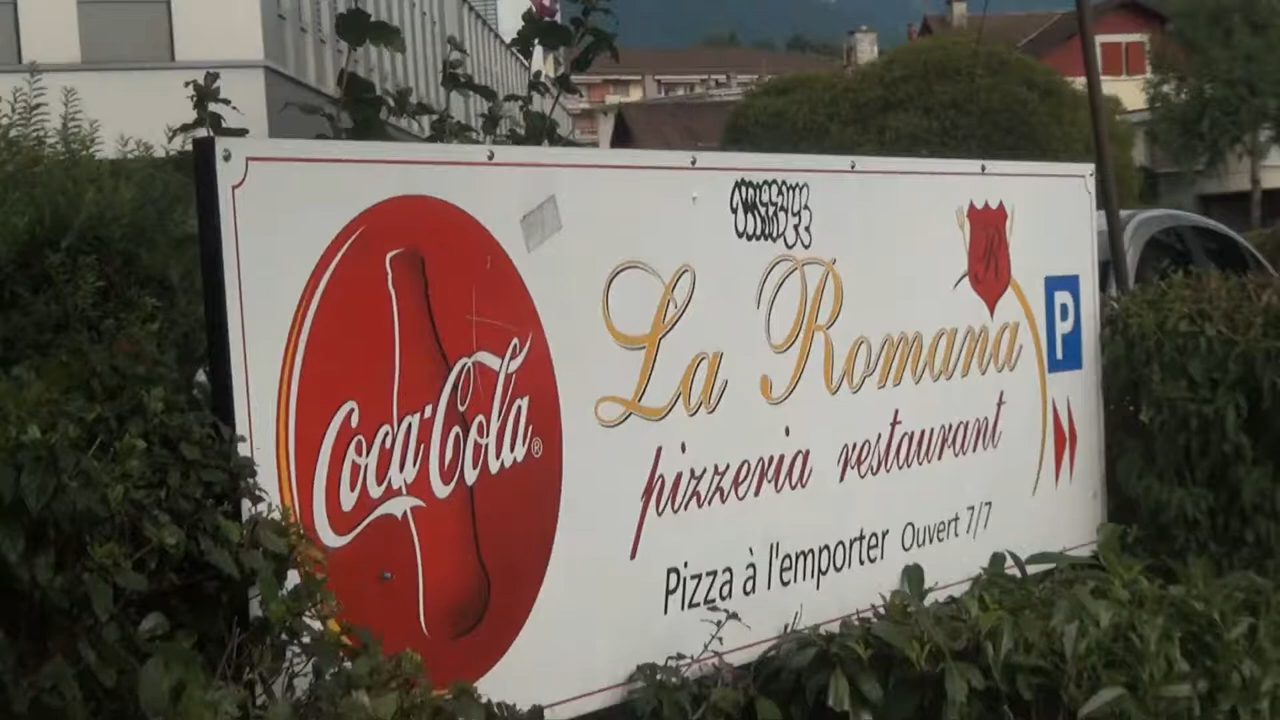 Coca-Cola®
La Romana
R
P
pizzeria restaurant
Pizza à l'emporter Ouvert 7/7